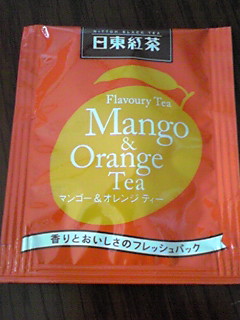 NITTOH BLACK TEA
日東紅茶
Flavoury Tea
Mango
&
Orange
Tea
マンゴー&オレンジ ティー
香りとおいしさのフレッシュパック